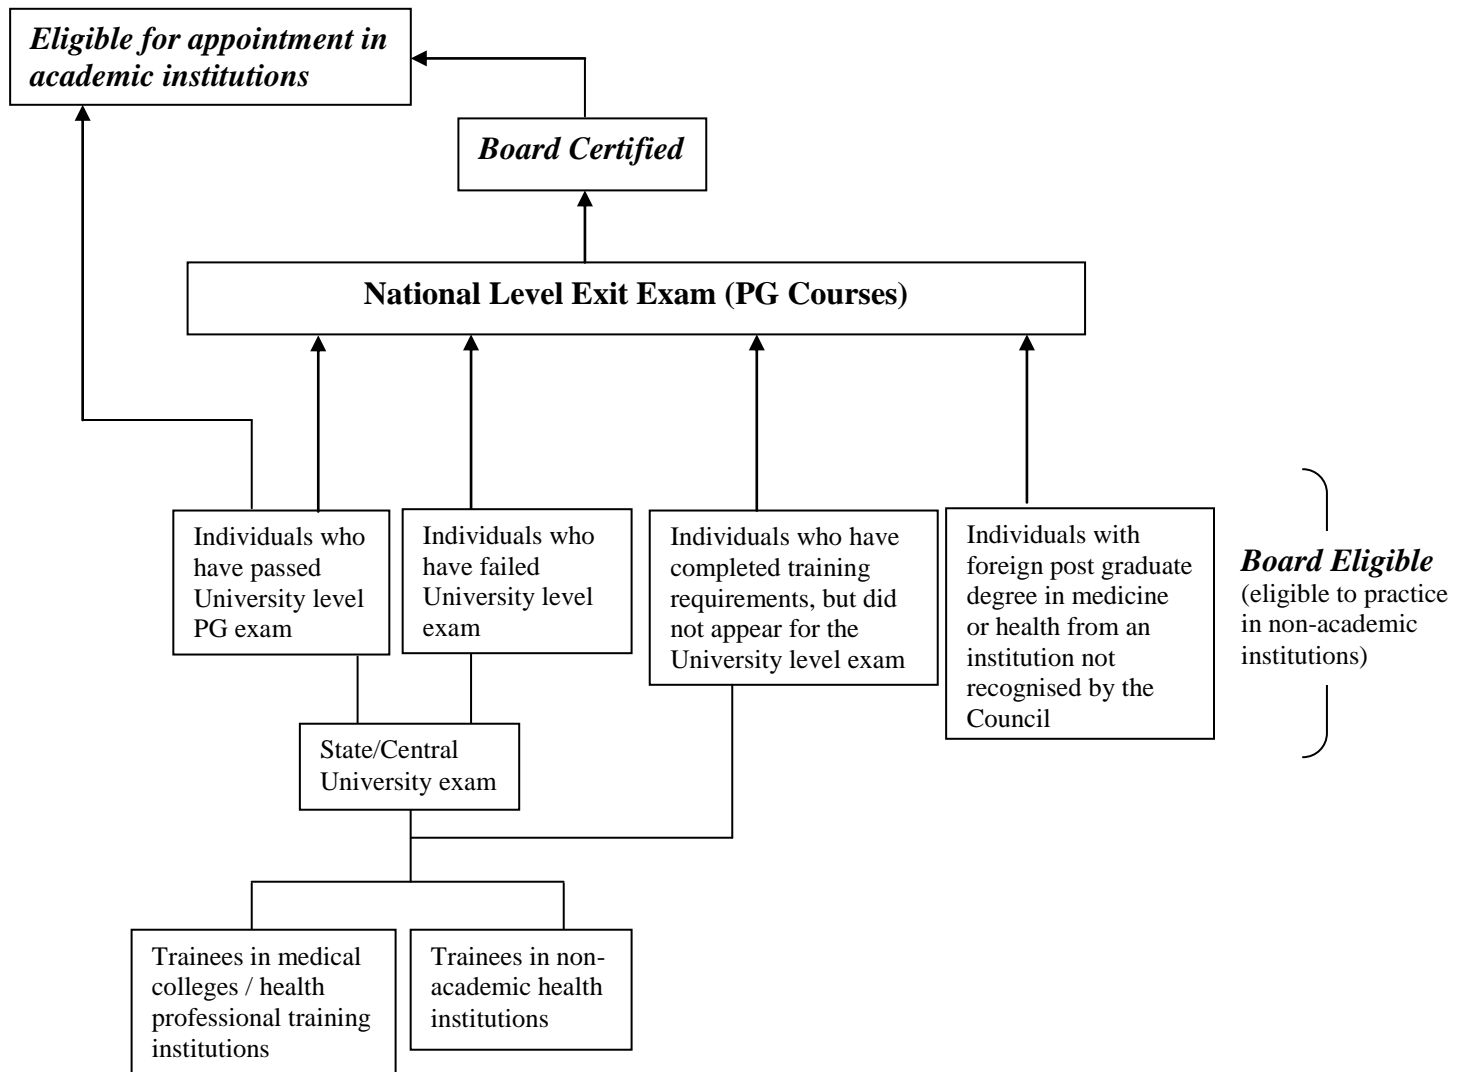 Eligible for appointment in
academic institutions
Board Certified
National Level Exit Exam (PG Courses)
Individuals who
have passed
University level
PG exam
Individuals who
have failed
University level
exam
Individuals who have
completed training
requirements, but did
not appear for the
University level exam
Individuals with
foreign post graduate
degree in medicine
or health from an
institution not
recognised by the
Council
Board Eligible
(eligible to practice
in non-academic
institutions)
State/Central
University exam
Trainees in medical
colleges / health
professional training
institutions
Trainees in non-
academic health
institutions